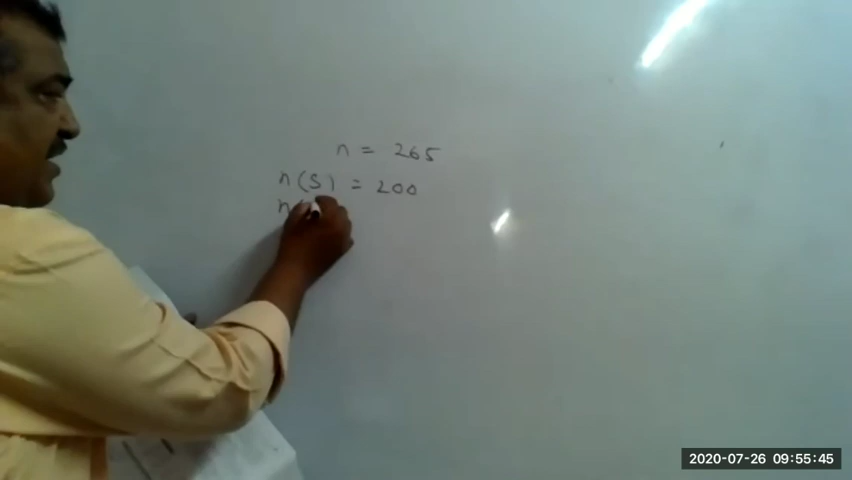 n = 265
n(S) = 200
n(
2020-07-26 09:55:45